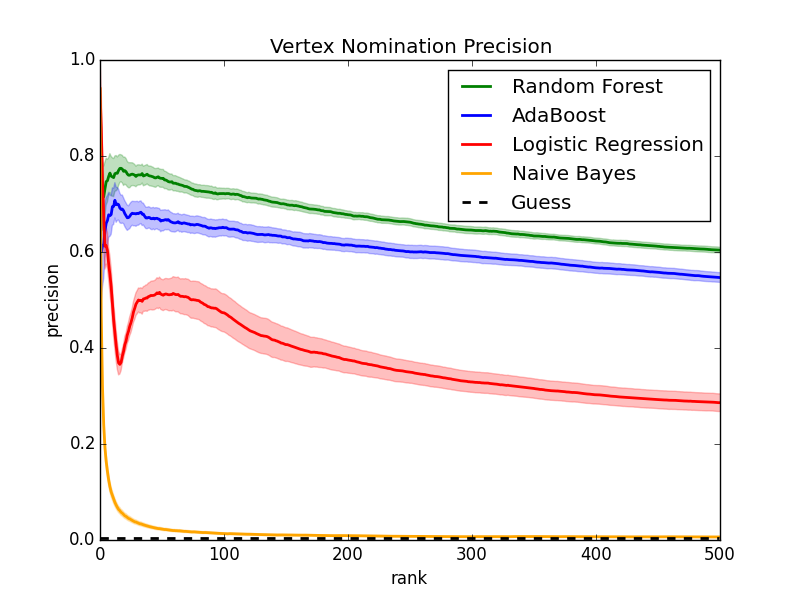 Vertex Nomination Precision
1.0
0.8
0.6
0.4
0.2
0.0
precision
Random Forest
AdaBoost
Logistic Regression
Naive Bayes
Guess
0 100 200 300 400 500
rank